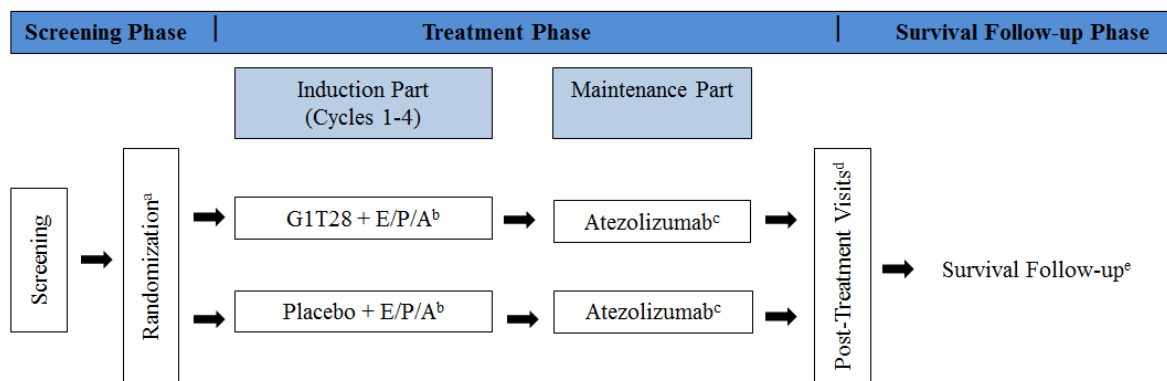 Screening Phase | Treatment Phase | Survival Follow-up Phase
Induction Part
(Cycles 1-4)
Maintenance Part
Screening
Randomizationᵃ
G1T28 + E/P/Aᵇ
Atezolizumabᶜ
Placebo + E/P/Aᵇ
Atezolizumabᶜ
Post-Treatment Visitsᵈ
Survival Follow-upᵉ